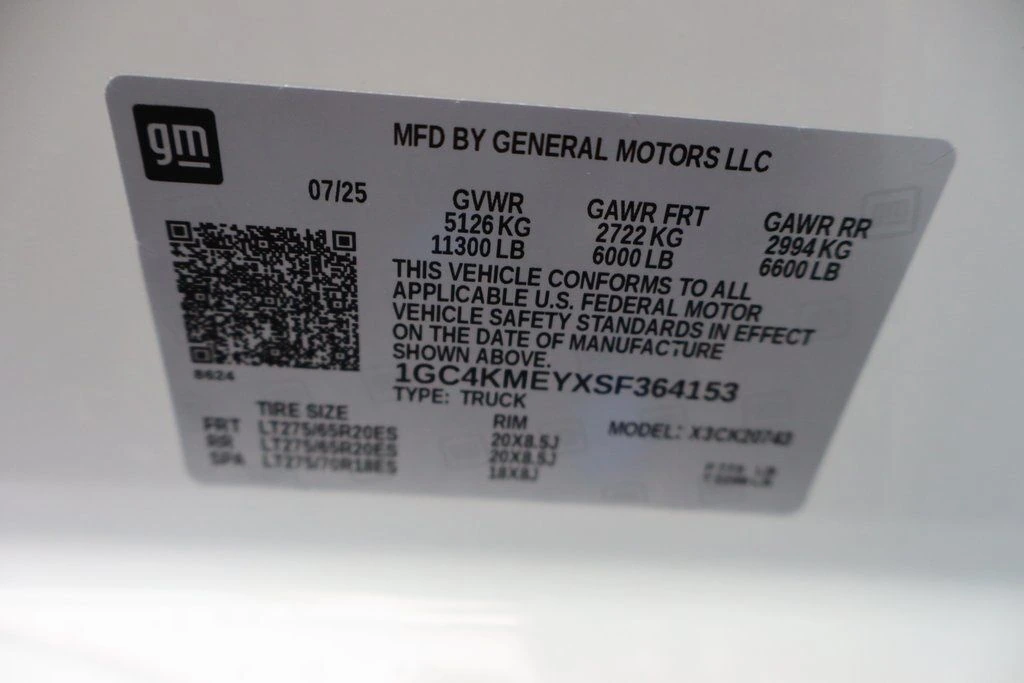 gm
MFD BY GENERAL MOTORS LLC
07/25
GVWR
5126 KG
11300 LB
GAWR FRT
2722 KG
6000 LB
GAWR RR
2994 KG
6600 LB
THIS VEHICLE CONFORMS TO ALL
APPLICABLE U.S. FEDERAL MOTOR
VEHICLE SAFETY STANDARDS IN EFFECT
ON THE DATE OF MANUFACTURE
SHOWN ABOVE.
8624
1GC4KMEYXSF364153
TYPE: TRUCK
TIRE SIZE
RIM
FRT LT275/65R20ES 20X8.5J
RR LT275/65R20ES 20X8.5J
SPA LT275/70R18ES 18X8J
MODEL: X3CK20743